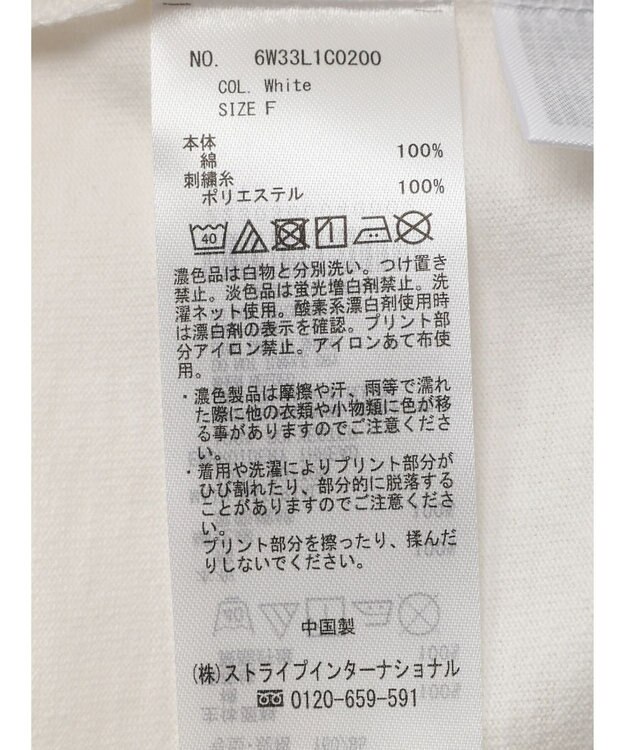 NO. 6W33L1C0200
COL. White
SIZE F
本体
綿 100%
刺繍糸
ポリエステル 100%
40
濃色品は白物と分別洗い。つけ置き
禁止。淡色品は蛍光増白剤禁止。洗
濯ネット使用。酸素系漂白剤使用時
は漂白剤の表示を確認。プリント部
分アイロン禁止。アイロンあて布使
用。
・濃色製品は摩擦や汗、雨等で濡れ
た際に他の衣類や小物類に色が移
る事がありますのでご注意くださ
い。
・着用や洗濯によりプリント部分が
ひび割れたり、部分的に脱落する
ことがありますのでご注意くださ
い。
プリント部分を擦ったり、揉んだ
りしないでください。
中国製
(株)ストライプインターナショナル
0120-659-591